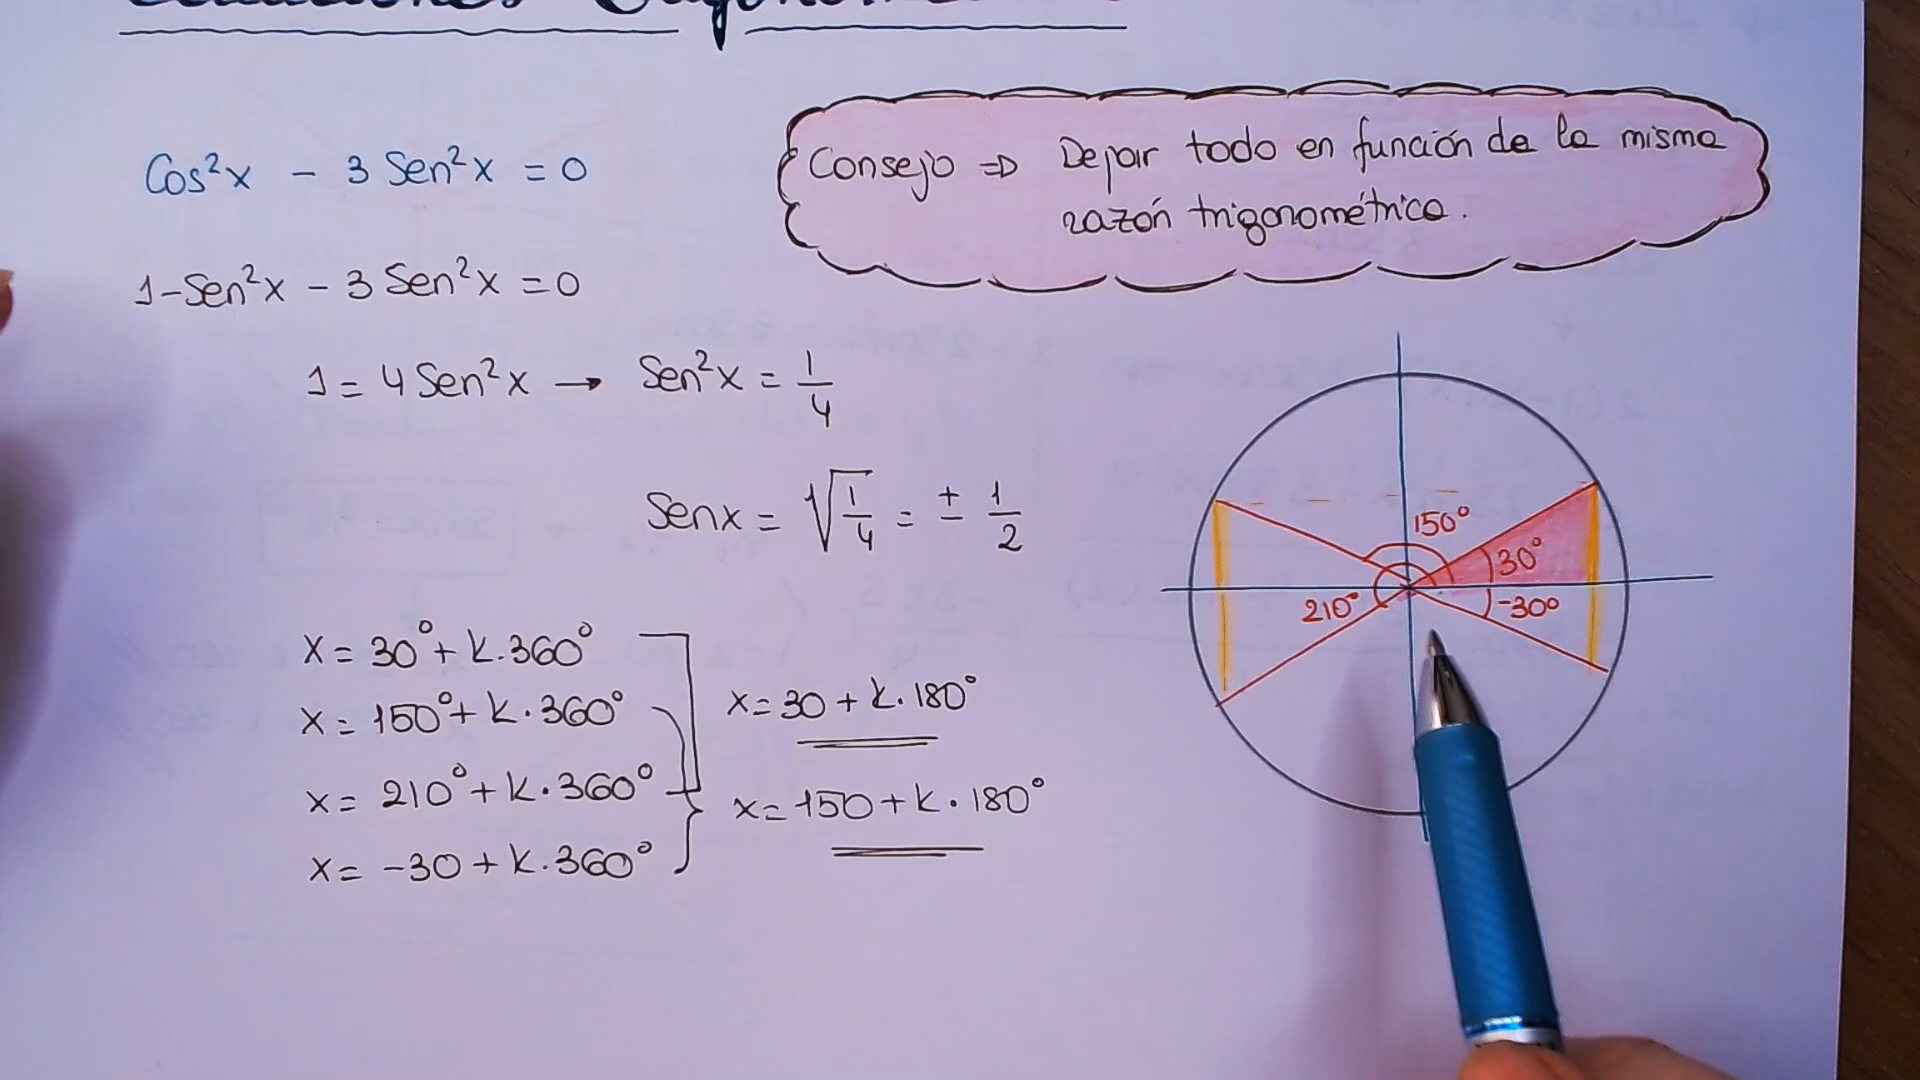 Cos²x - 3 Sen²x = 0
Consejo ⇒ Dejar todo en función de la misma
razón trigonométrica.
1-Sen²x - 3 Sen²x = 0
1 = 4 Sen²x → Sen²x = 1/4
Sen x = √1/4 = ± 1/2
150°
30°
210°
-30°
x = 30° + k.360°
x = 150° + k.360°
x = 30 + k.180°
x = 210° + k.360°
x = 150 + k.180°
x = -30 + k.360°